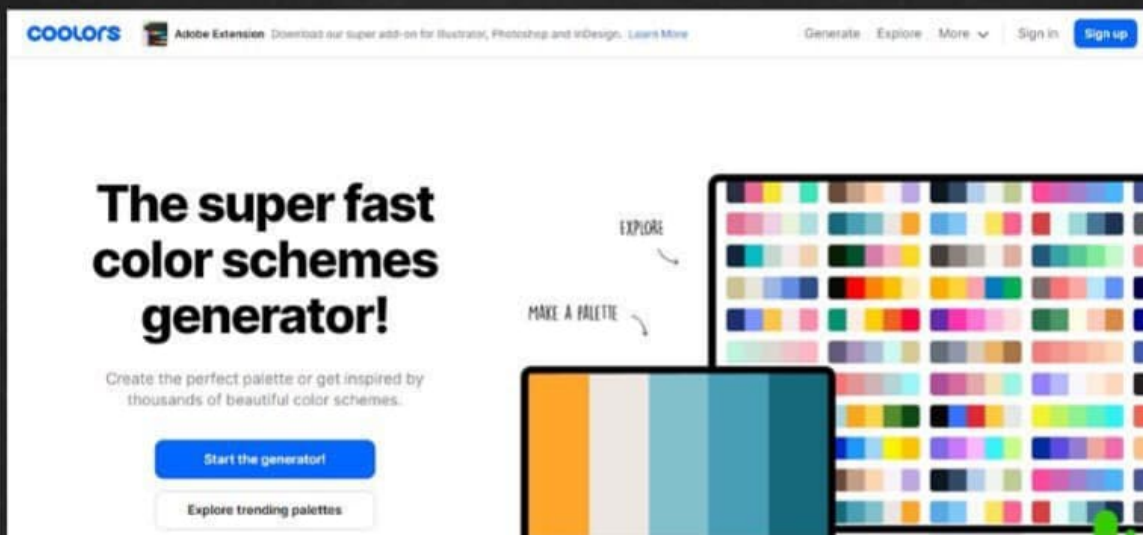 coolors
Adobe Extension Download our super add-on for Illustrator, Photoshop and InDesign. Learn More
Generate Explore More Sign in Sign up
The super fast
color schemes
generator!
Create the perfect palette or get inspired by
thousands of beautiful color schemes.
Start the generator!
Explore trending palettes
EXPLORE
MAKE A PALETTE